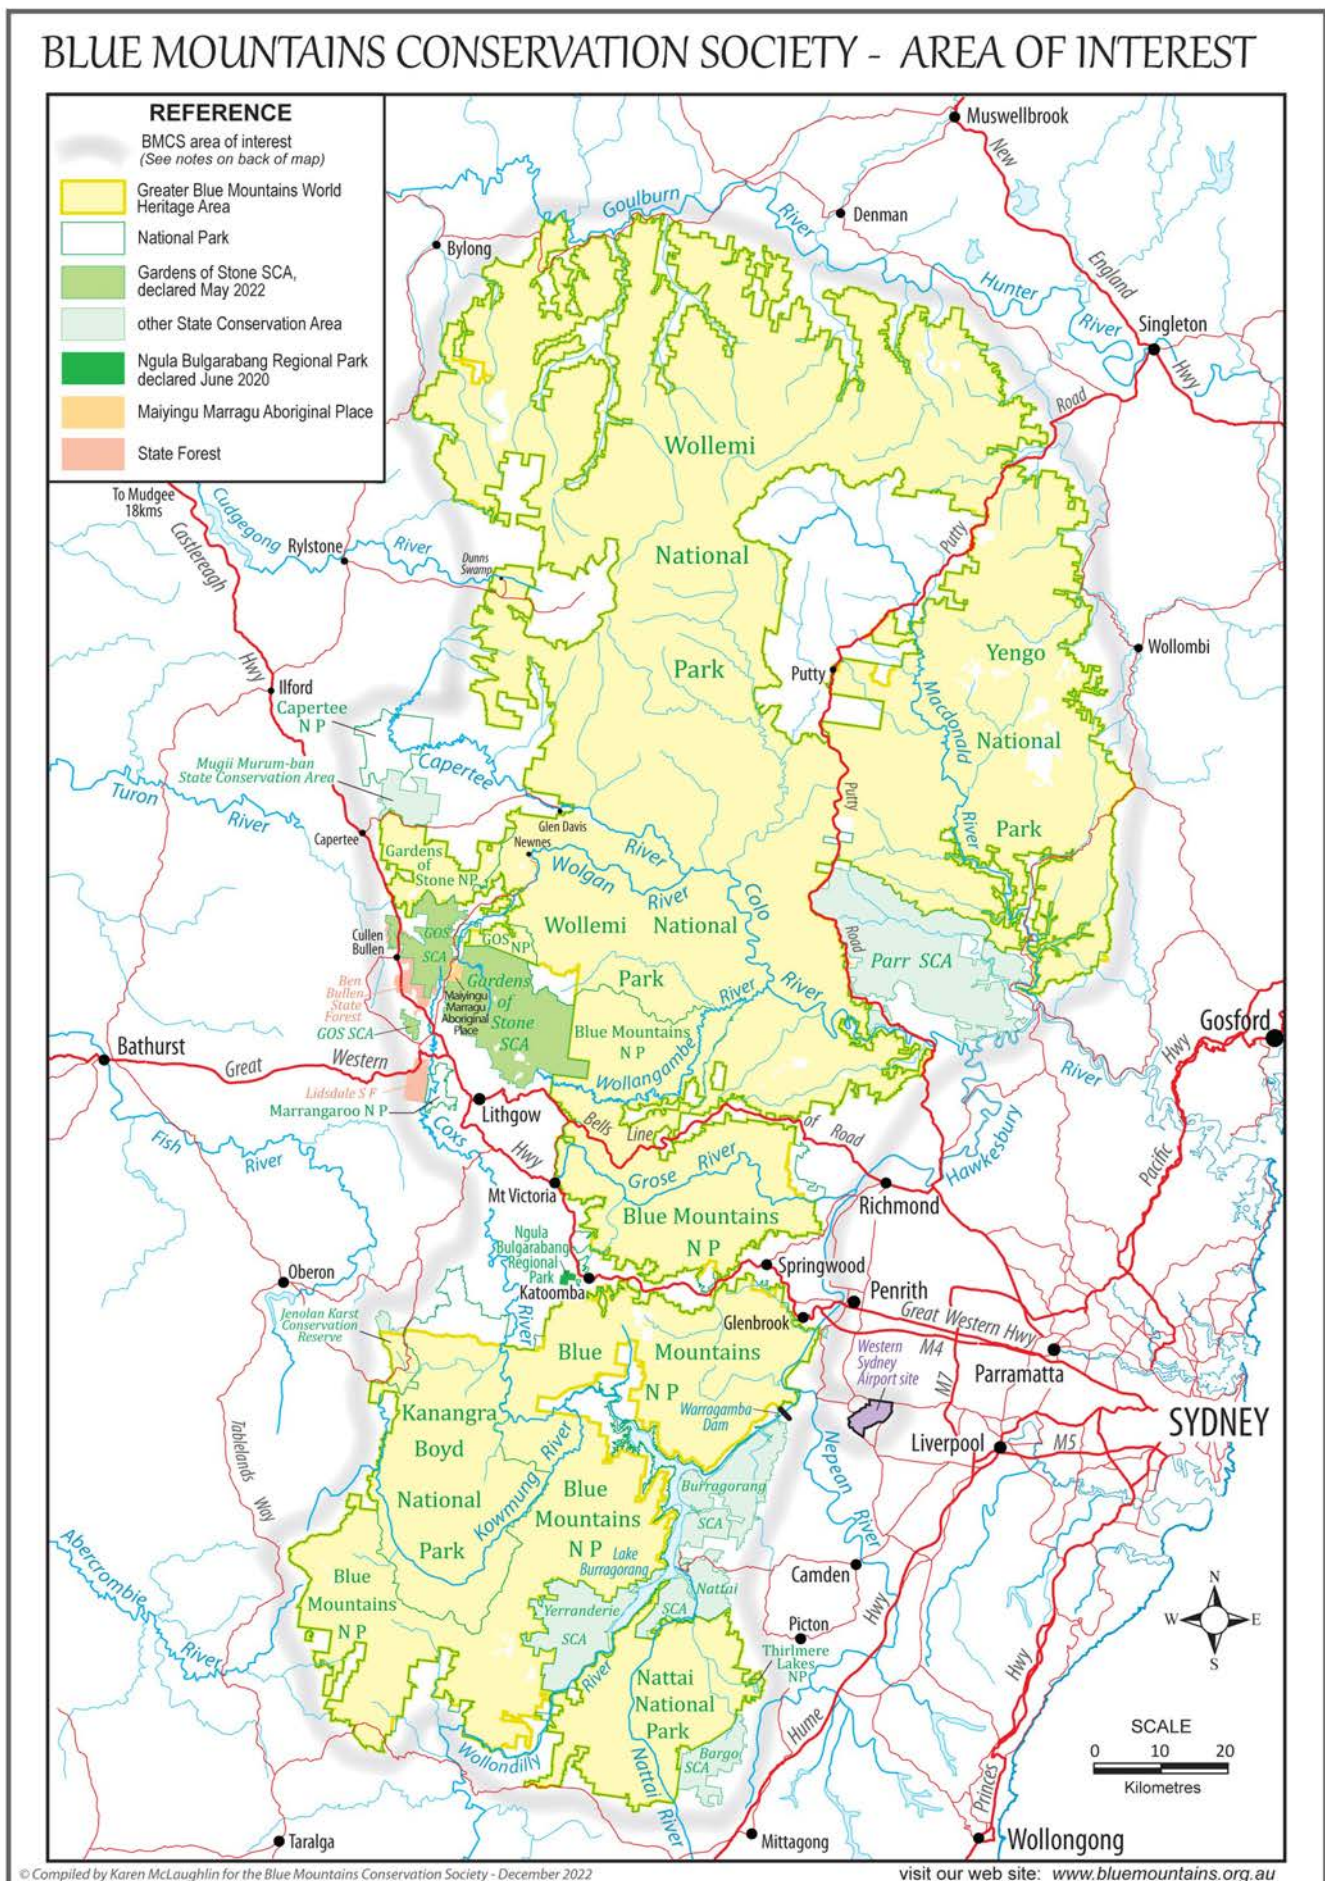 BLUE MOUNTAINS CONSERVATION SOCIETY - AREA OF INTEREST
REFERENCE
BMCS area of interest
(See notes on back of map)
Greater Blue Mountains World
Heritage Area
National Park
Gardens of Stone SCA,
declared May 2022
other State Conservation Area
Ngula Bulgarabang Regional Park
declared June 2020
Maiyingu Marragu Aboriginal Place
State Forest
Muswellbrook
New
England
Hwy
Goulburn
River
Denman
Bylong
Hunter
River
Singleton
Road
Wollemi
National
Park
To Mudgee
18kms
Cudgegong
River
Castlereagh
Hwy
Rylstone
Dunns
Swamp
Putty
Yengo
National
Park
Wollombi
Putty
Macdonald
River
Ilford
Capertee
N P
Mugii Murum-ban
State Conservation Area
Capertee
River
Turon
River
Putty
Road
Capertee
Glen Davis
Newnes
Gardens
of
Stone NP
Wolgan
River
Colo
River
Wollemi National
Park
GOS
SCA
GOS NP
Cullen
Bullen
Parr SCA
Ben
Bullen
State
Forest
Maiyingu
Marragu
Aboriginal
Place
Gardens
of
Stone
SCA
GOS SCA
Blue Mountains
N P
River
Wollangambe
Gosford
Bathurst
Great
Western
Hwy
River
Lidsdale S F
Marrangaroo N P
Lithgow
Bells
Line
of
Road
Coxs
River
Hawkesbury
Pacific
Hwy
Fish
River
Grose
River
Mt Victoria
Richmond
Blue Mountains
N P
Ngula
Bulgarabang
Regional
Park
Katoomba
Springwood
Oberon
Penrith
Glenbrook
Great Western Hwy
Jenolan Karst
Conservation
Reserve
Western
Sydney
Airport site
M4
M7
Parramatta
Blue
Mountains
N P
Warragamba
Dam
Kanangra
Boyd
National
Park
Kowmung
River
SYDNEY
Liverpool
M5
Nepean
River
Tablelands
Way
Blue
Mountains
N P
Burragorang
SCA
Lake
Burragorang
Abercrombie
River
Blue
Mountains
N P
Camden
Nattai
SCA
Yerranderie
SCA
Picton
Thirlmere
Lakes
NP
Hwy
Hume
Nattai
National
Park
River
Wollondilly
Bargo
SCA
Nattai
River
Hwy
Princes
N
W
E
S
SCALE
0 10 20
Kilometres
Taralga
Mittagong
Wollongong
© Compiled by Karen McLaughlin for the Blue Mountains Conservation Society - December 2022
visit our web site: www.bluemountains.org.au